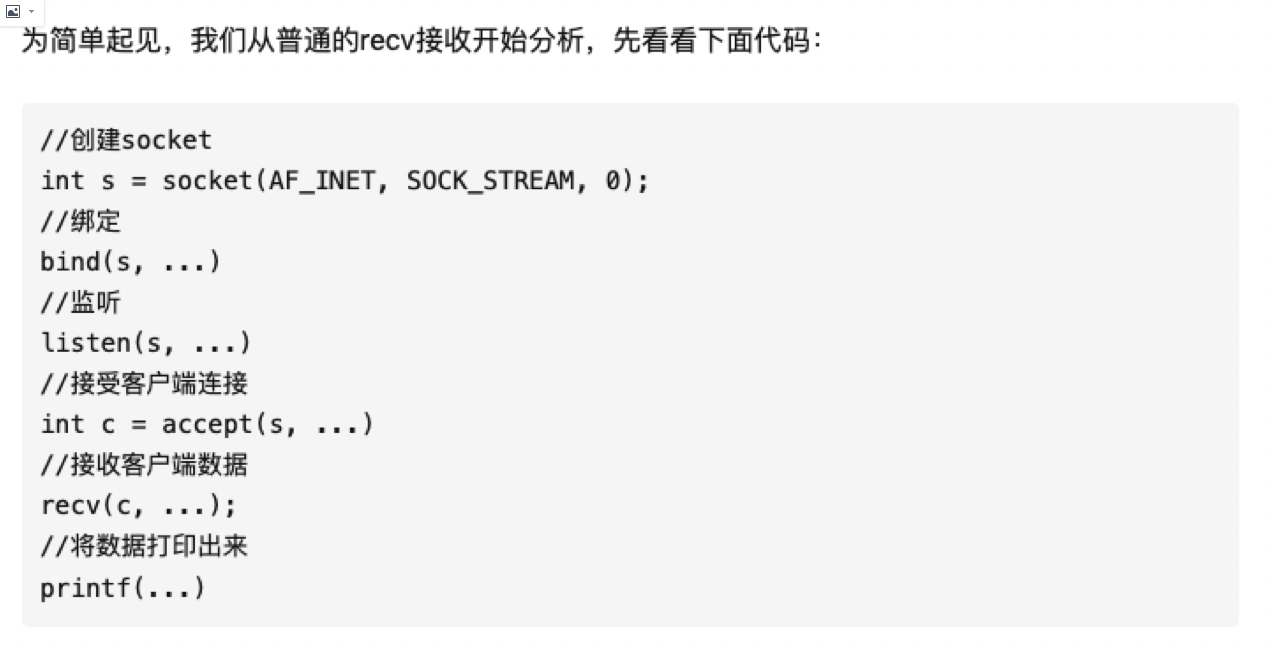 为简单起见，我们从普通的recv接收开始分析，先看看下面代码：
//创建socket
int s = socket(AF_INET, SOCK_STREAM, 0);
//绑定
bind(s, ...)
//监听
listen(s, ...)
//接受客户端连接
int c = accept(s, ...)
//接收客户端数据
recv(c, ...);
//将数据打印出来
printf(...)